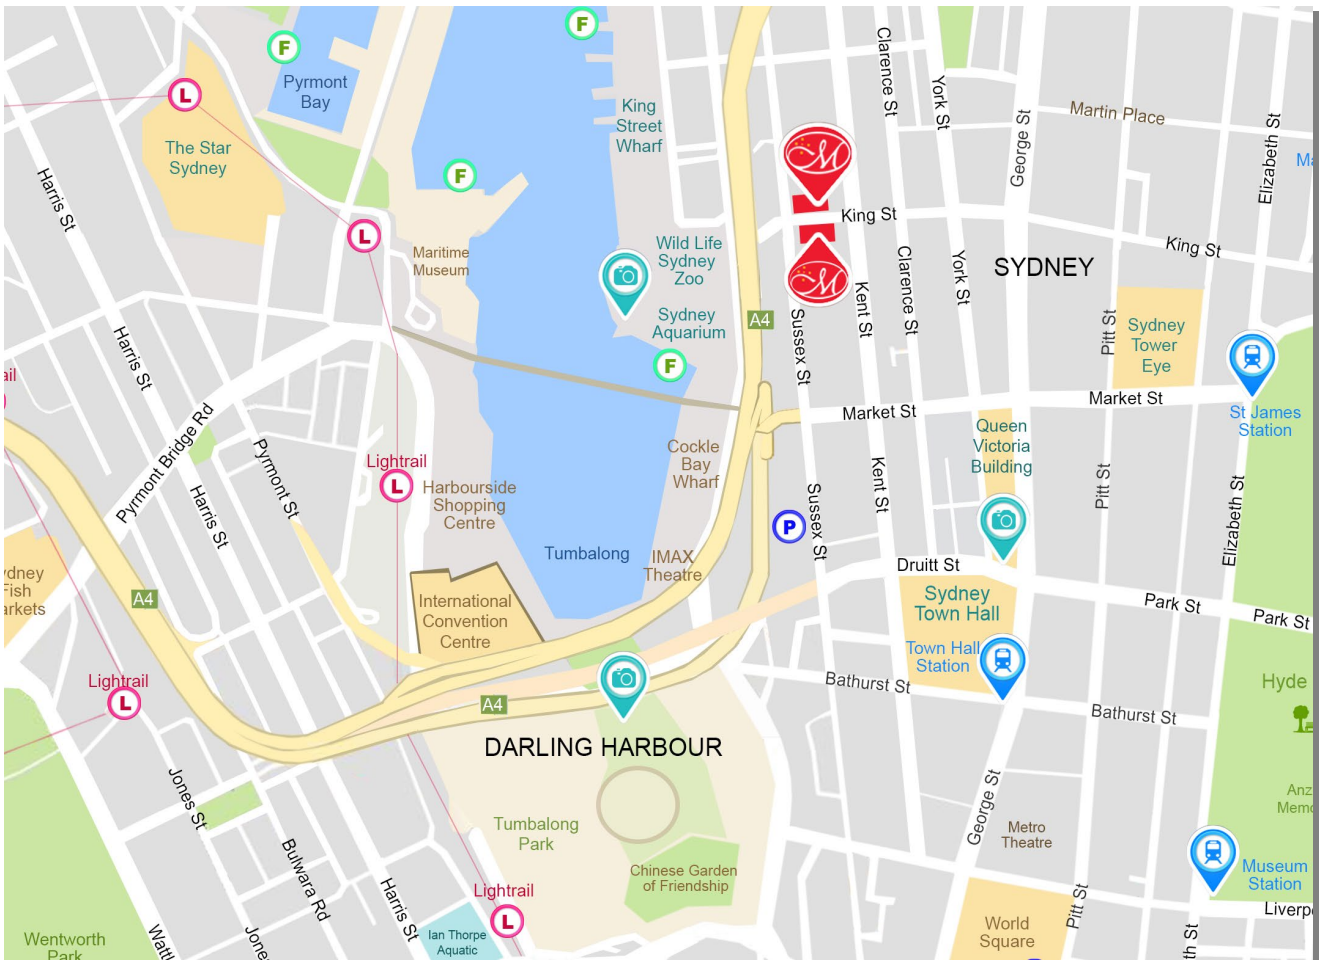 F
F
Pyrmont
Bay
L
The Star
Sydney
King
Street
Wharf
Clarence St
York St
George St
Martin Place
Elizabeth St
M
King St
King St
SYDNEY
Harris St
F
L
Maritime
Museum
Wild Life
Sydney
Zoo
Sydney
Aquarium
F
A4
M
Sussex St
Kent St
Clarence St
York St
Pitt St
Sydney
Tower
Eye
St James
Station
Market St
Market St
Harris St
Pyrmont Bridge Rd
Harris St
Pyrmont St
Lightrail
L
Harbourside
Shopping
Centre
Cockle
Bay
Wharf
Queen
Victoria
Building
Kent St
Sussex St
P
Pitt St
Elizabeth St
Tumbalong
IMAX
Theatre
Druitt St
Sydney
Town Hall
Park St
Park St
A4
International
Convention
Centre
Town Hall
Station
Bathurst St
Bathurst St
Hyde
Lightrail
L
A4
DARLING HARBOUR
Jones St
Bulwara Rd
Harris St
Tumbalong
Park
Chinese Garden
of Friendship
George St
Metro
Theatre
Museum
Station
Lightrail
L
Ian Thorpe
Aquatic
Wentworth
Park
World
Square
Pitt St